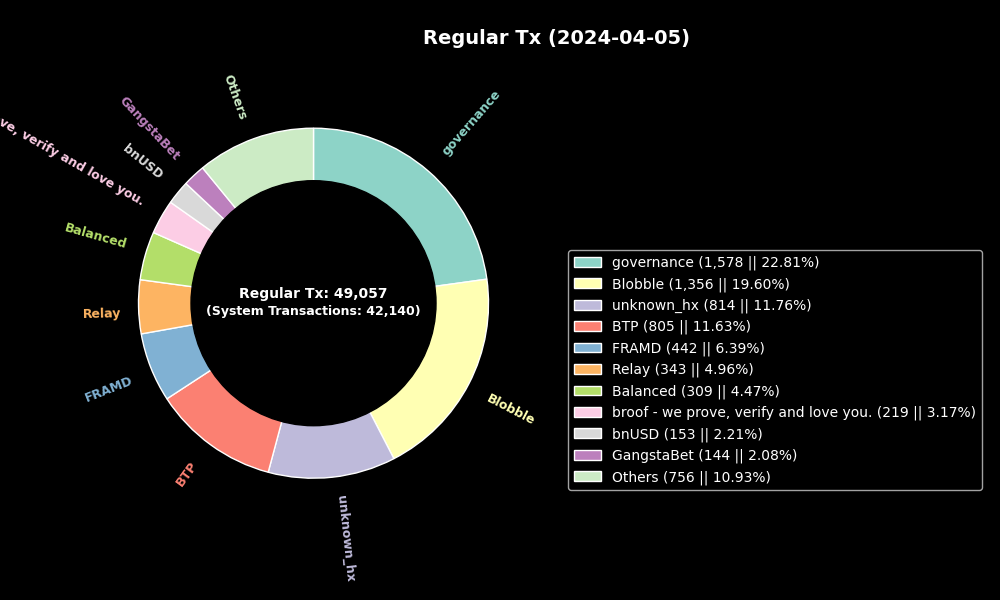 Regular Tx (2024-04-05)
Others
governance
GangstaBet
bnUSD
ve, verify and love you.
Balanced
Relay
FRAMD
BTP
unknown_hx
Blobble
Regular Tx: 49,057
(System Transactions: 42,140)
governance (1,578 || 22.81%)
Blobble (1,356 || 19.60%)
unknown_hx (814 || 11.76%)
BTP (805 || 11.63%)
FRAMD (442 || 6.39%)
Relay (343 || 4.96%)
Balanced (309 || 4.47%)
broof - we prove, verify and love you. (219 || 3.17%)
bnUSD (153 || 2.21%)
GangstaBet (144 || 2.08%)
Others (756 || 10.93%)